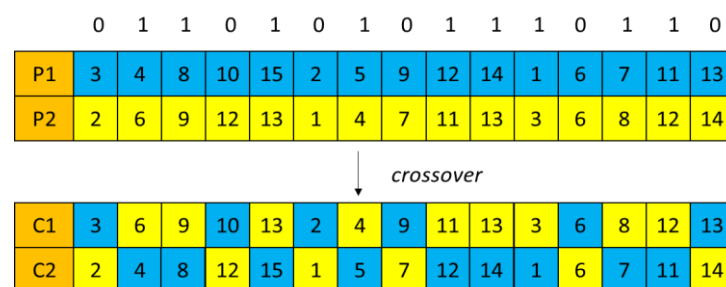 0 1 1 0 1 0 1 0 1 1 1 0 1 1 0
P1 3 4 8 10 15 2 5 9 12 14 1 6 7 11 13
P2 2 6 9 12 13 1 4 7 11 13 3 6 8 12 14
crossover
C1 3 6 9 10 13 2 4 9 11 13 3 6 8 12 13
C2 2 4 8 12 15 1 5 7 12 14 1 6 7 11 14